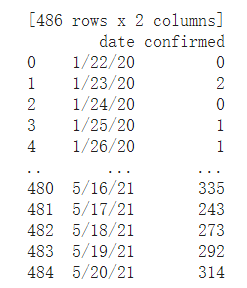 [486 rows x 2 columns]
date confirmed
0 1/22/20 0
1 1/23/20 2
2 1/24/20 0
3 1/25/20 1
4 1/26/20 1
.. ... ...
480 5/16/21 335
481 5/17/21 243
482 5/18/21 273
483 5/19/21 292
484 5/20/21 314